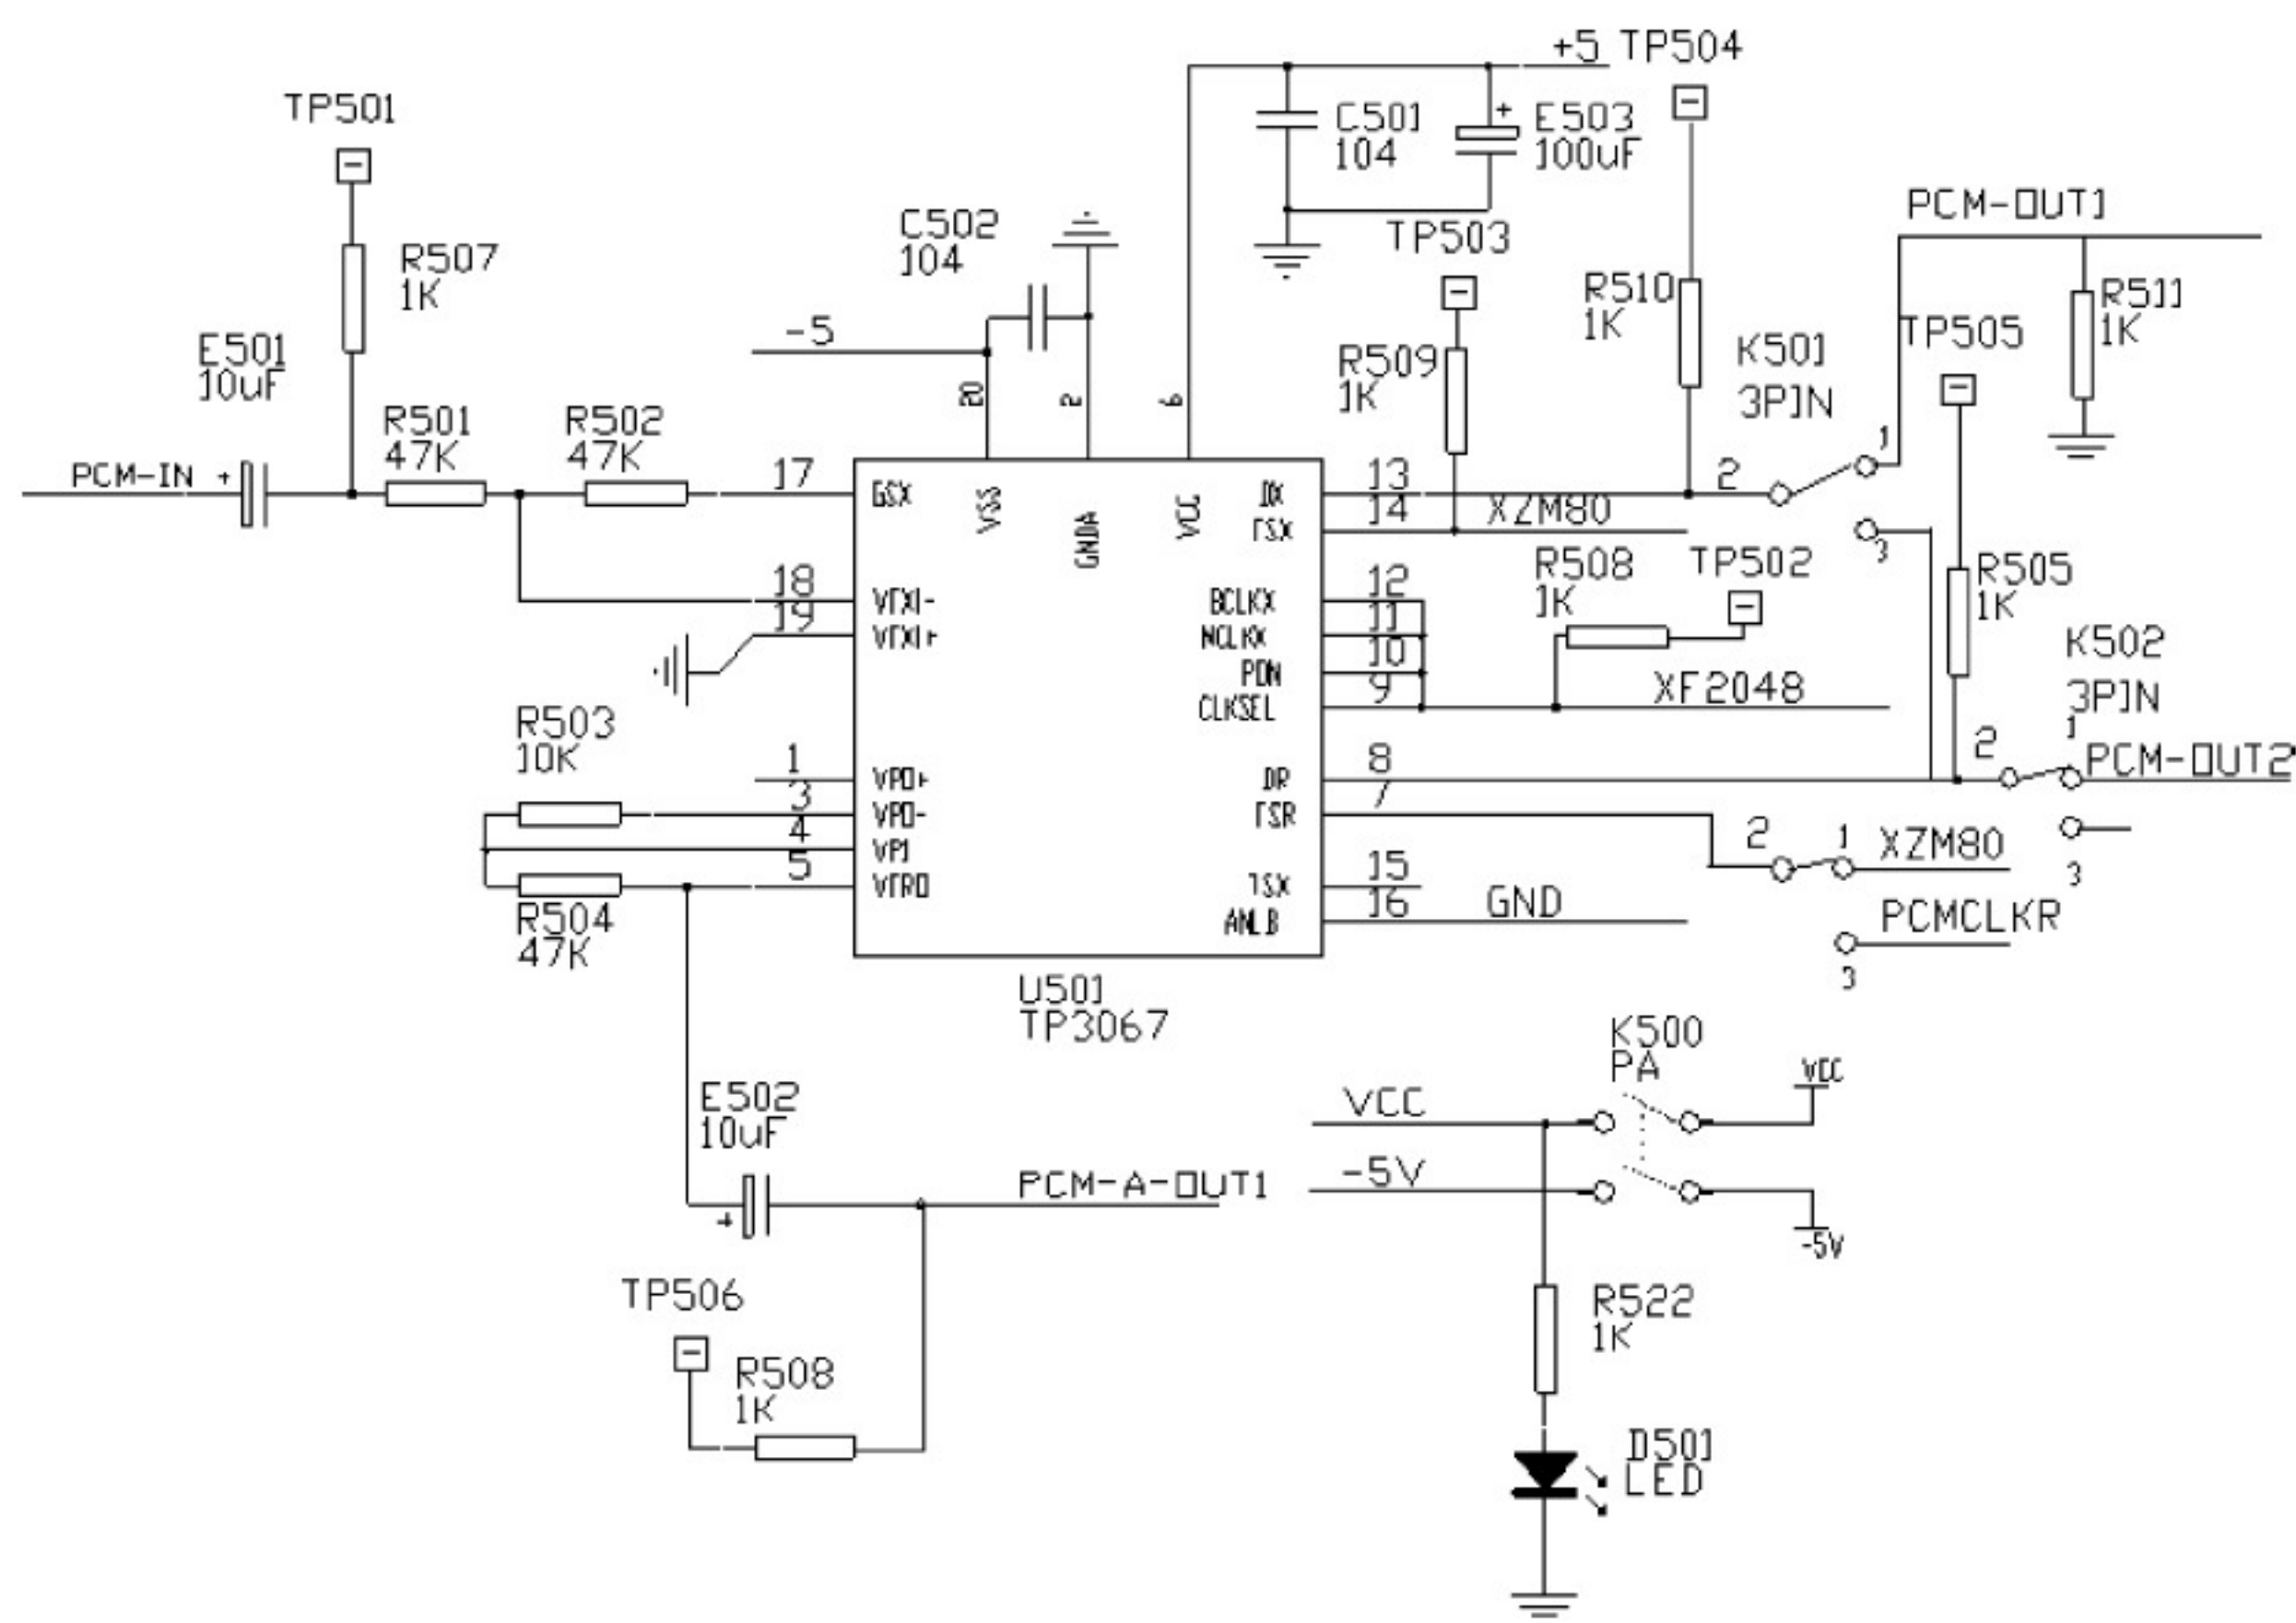 +5 TP504
TP501
C501
104
E503
100uF
PCM-OUT1
C502
104
TP503
R507
1K
R510
1K
R511
1K
-5
TP505
E501
10uF
R509
1K
K501
3PIN
20
2
6
R501
47K
R502
47K
1
PCM-IN +
17
GSX
VSS
GNDA
VCC
DX
13
2
14
XZM80
FSX
3
R508
1K
TP502
R505
1K
18
VFXI-
BCLKX
12
19
VFXI+
MCLKX
11
10
PDN
9
CLKSEL
XF2048
K502
3PIN
R503
10K
1
1
VPO+
DR
8
2
PCM-OUT2
3
VPO-
FSR
7
4
VPI
2
1
XZM80
5
VFRO
TSX
15
3
R504
47K
ANLB
16
GND
PCMCLKR
3
U501
TP3067
K500
PA
VCC
E502
10uF
VCC
+
PCM-A-OUT1
-5V
-5V
TP506
R522
1K
R508
1K
D501
LED